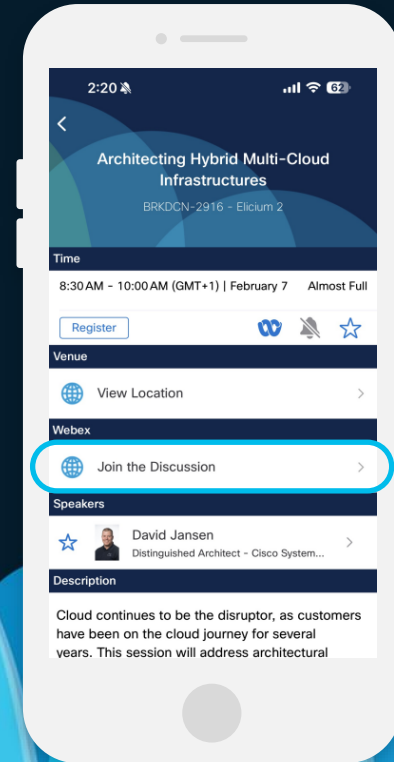 2:20
62
Architecting Hybrid Multi-Cloud
Infrastructures
BRKDCN-2916 - Elicium 2
Time
8:30 AM - 10:00 AM (GMT+1) | February 7 Almost Full
Register
Venue
View Location
Webex
Join the Discussion
Speakers
David Jansen
Distinguished Architect - Cisco System...
Description
Cloud continues to be the disruptor, as customers
have been on the cloud journey for several
years. This session will address architectural